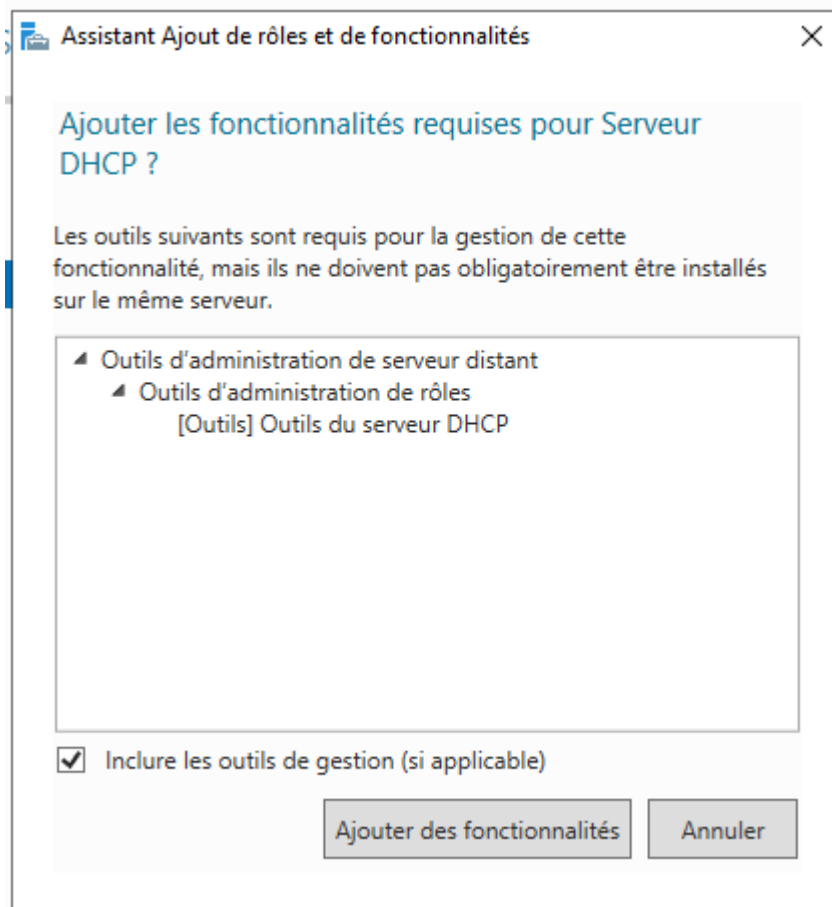 Assistant Ajout de rôles et de fonctionnalités
Ajouter les fonctionnalités requises pour Serveur
DHCP ?
Les outils suivants sont requis pour la gestion de cette
fonctionnalité, mais ils ne doivent pas obligatoirement être installés
sur le même serveur.
Outils d’administration de serveur distant
Outils d’administration de rôles
[Outils] Outils du serveur DHCP
Inclure les outils de gestion (si applicable)
Ajouter des fonctionnalités
Annuler